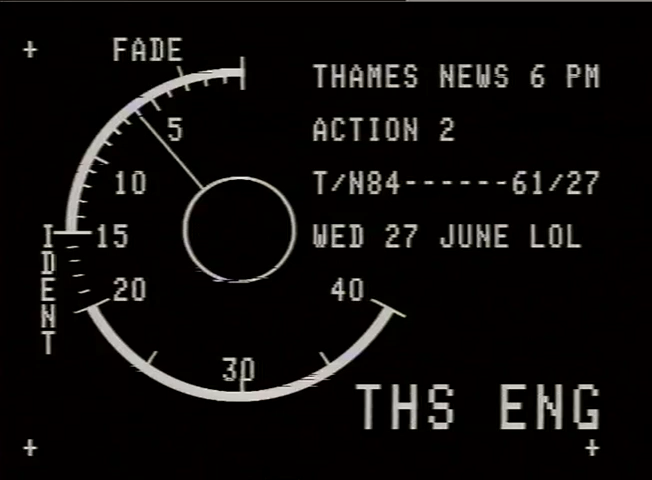 FADE
THAMES NEWS 6 PM
5
ACTION 2
10
T/N84------61/27
15
WED 27 JUNE LOL
IDENT
20
40
30
THS ENG